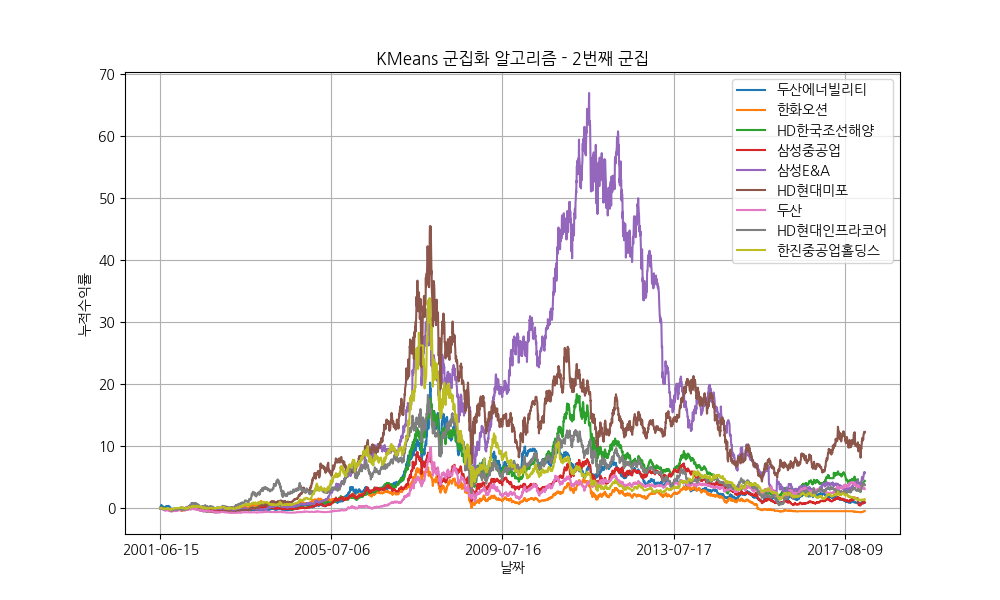 KMeans 군집화 알고리즘 - 2번째 군집
70
60
50
40
30
20
10
0
누적수익률
두산에너빌리티
한화오션
HD한국조선해양
삼성중공업
삼성E&A
HD현대미포
두산
HD현대인프라코어
한진중공업홀딩스
2001-06-15
2005-07-06
2009-07-16
2013-07-17
2017-08-09
날짜